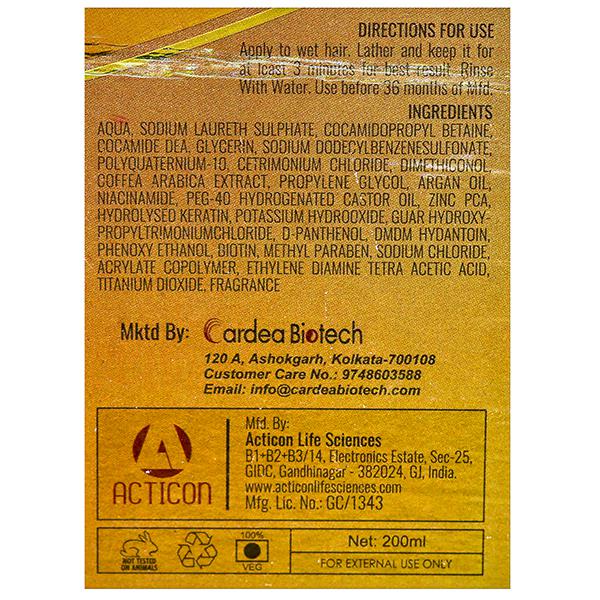 DIRECTIONS FOR USE
Apply to wet hair. Lather and keep it for
at least 3 minutes for best result. Rinse
With Water. Use before 36 months of Mfd.
INGREDIENTS
AQUA, SODIUM LAURETH SULPHATE, COCAMIDOPROPYL BETAINE,
COCAMIDE DEA, GLYCERIN, SODIUM DODECYLBENZENESULFONATE,
POLYQUATERNIUM-10, CETRIMONIUM CHLORIDE, DIMETHICONOL
COFFEA ARABICA EXTRACT, PROPYLENE GLYCOL, ARGAN OIL,
NIACINAMIDE, PEG-40 HYDROGENATED CASTOR OIL, ZINC PCA,
HYDROLYSED KERATIN, POTASSIUM HYDROOXIDE, GUAR HYDROXY-
PROPYLTRIMONIUMCHLORIDE, D-PANTHENOL, DMDM HYDANTOIN,
PHENOXY ETHANOL, BIOTIN, METHYL PARABEN, SODIUM CHLORIDE,
ACRYLATE COPOLYMER, ETHYLENE DIAMINE TETRA ACETIC ACID,
TITANIUM DIOXIDE, FRAGRANCE
Mktd By: Cardea Biotech
120 A, Ashokgarh, Kolkata-700108
Customer Care No.: 9748603588
Email: info@cardeabiotech.com
ACTICON
Mfd. By:
Acticon Life Sciences
B1+B2+B3/14, Electronics Estate, Sec-25,
GIDC, Gandhinagar - 382024, GJ, India.
www.acticonlifesciences.com
Mfg. Lic. No.: GC/1343
NOT TESTED
ON ANIMALS
100%
VEG
Net: 200ml
FOR EXTERNAL USE ONLY